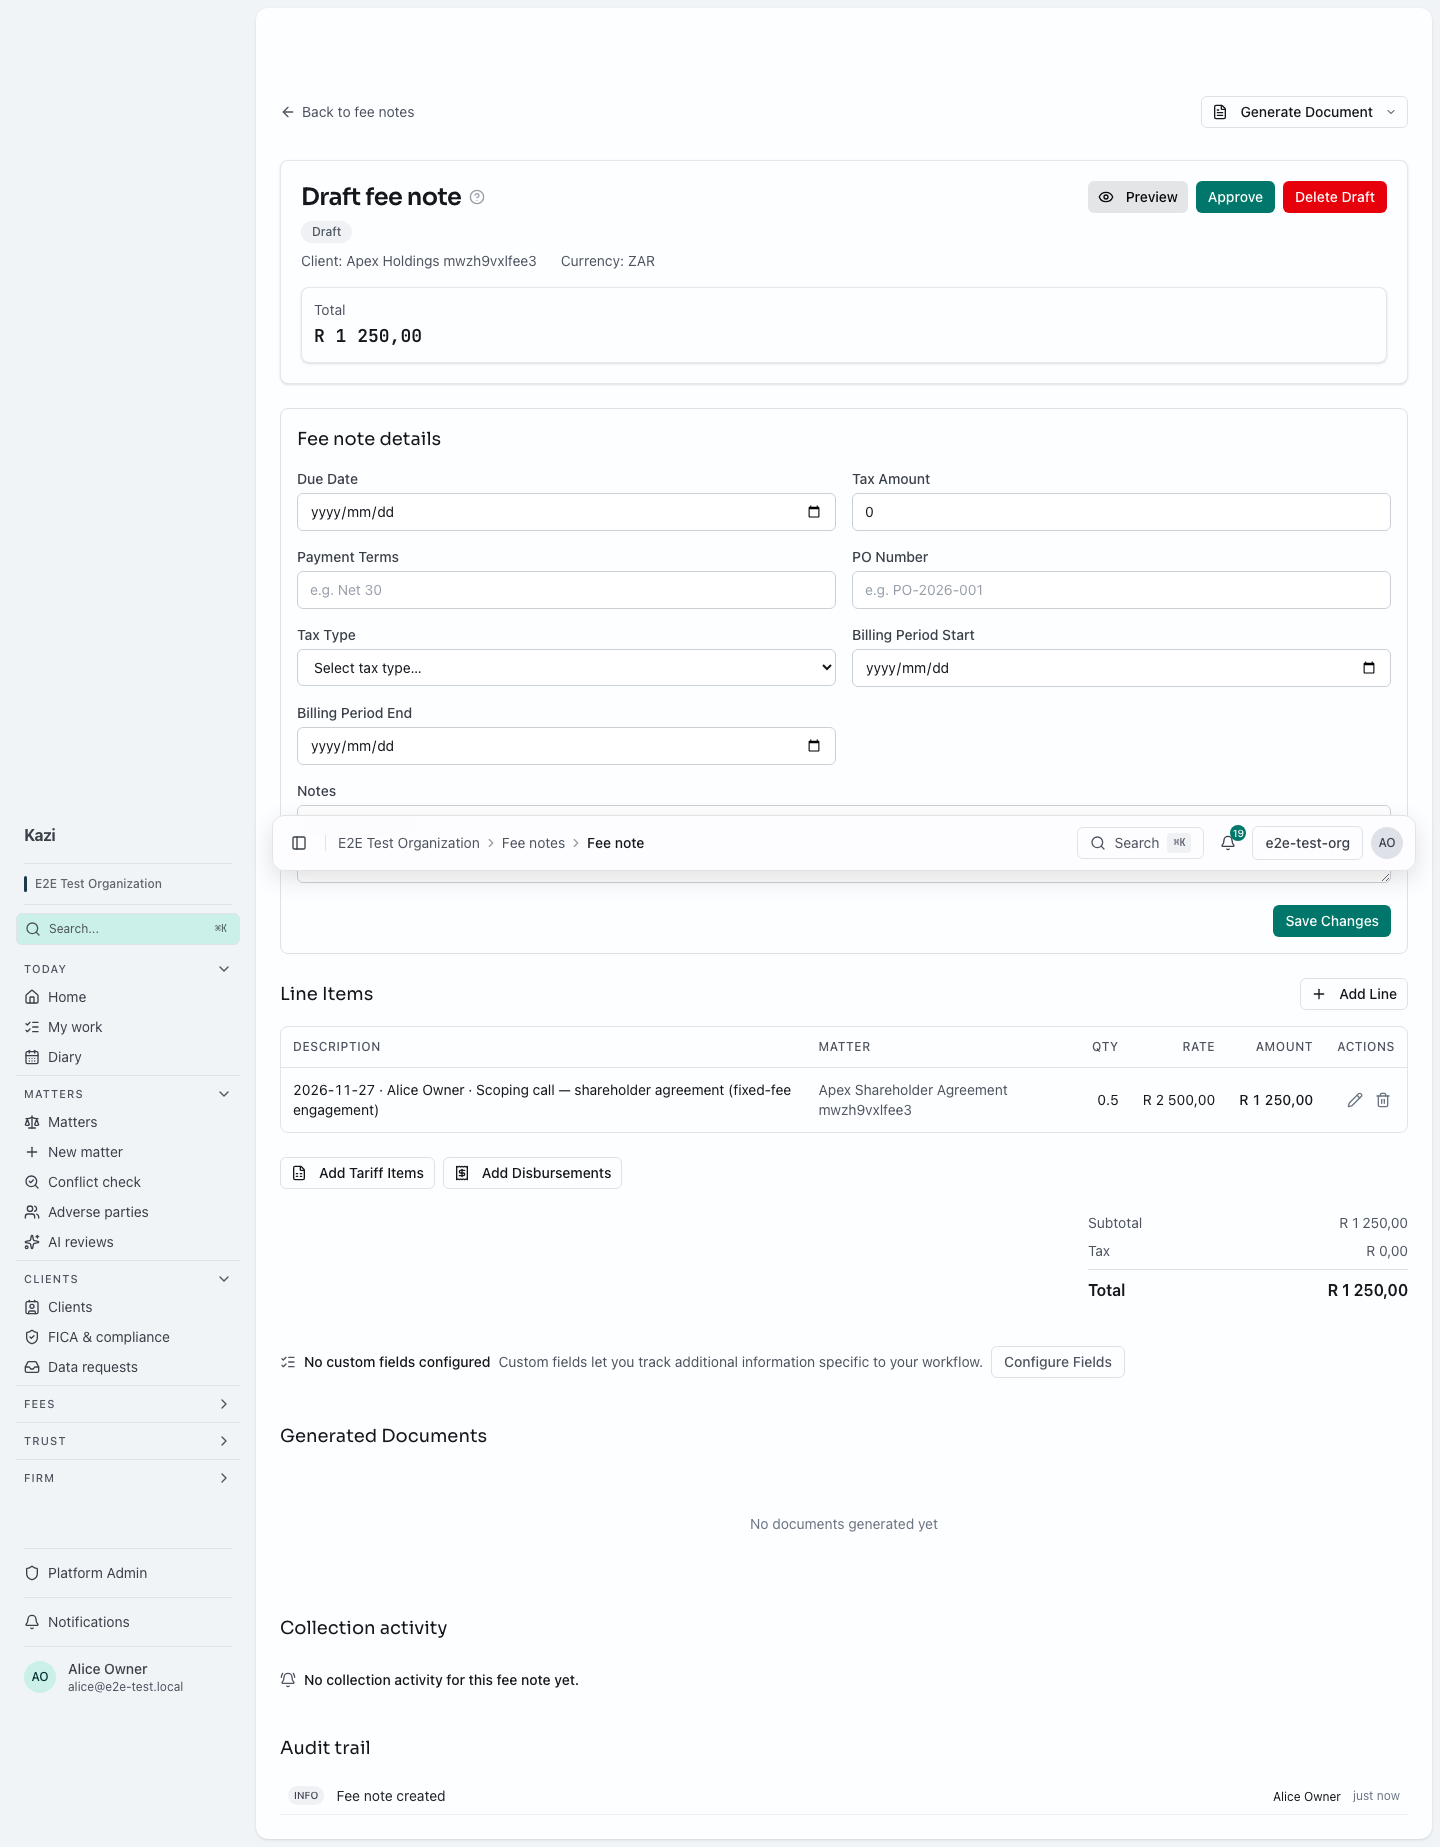 Back to fee notes
Generate Document
Draft fee note
Preview
Approve
Delete Draft
Draft
Client: Apex Holdings mwzh9vxlfee3
Currency: ZAR
Total
R 1 250,00
Fee note details
Due Date
Tax Amount
yyyy/mm/dd
0
Payment Terms
PO Number
e.g. Net 30
e.g. PO-2026-001
Tax Type
Billing Period Start
Select tax type...
yyyy/mm/dd
Billing Period End
yyyy/mm/dd
Notes
E2E Test Organization
Fee notes
Fee note
Search ⌘K
19
e2e-test-org
AO
Save Changes
Kazi
E2E Test Organization
Search... ⌘K
TODAY
Home
My work
Diary
MATTERS
Matters
New matter
Conflict check
Adverse parties
AI reviews
CLIENTS
Clients
FICA & compliance
Data requests
FEES
TRUST
FIRM
Platform Admin
Notifications
AO
Alice Owner
alice@e2e-test.local
Line Items
Add Line
DESCRIPTION MATTER QTY RATE AMOUNT ACTIONS
2026-11-27 · Alice Owner · Scoping call — shareholder agreement (fixed-fee
engagement)
Apex Shareholder Agreement
mwzh9vxlfee3
0.5
R 2 500,00
R 1 250,00
Add Tariff Items
Add Disbursements
Subtotal R 1 250,00
Tax R 0,00
Total R 1 250,00
No custom fields configured Custom fields let you track additional information specific to your workflow.
Configure Fields
Generated Documents
No documents generated yet
Collection activity
No collection activity for this fee note yet.
Audit trail
INFO Fee note created Alice Owner just now